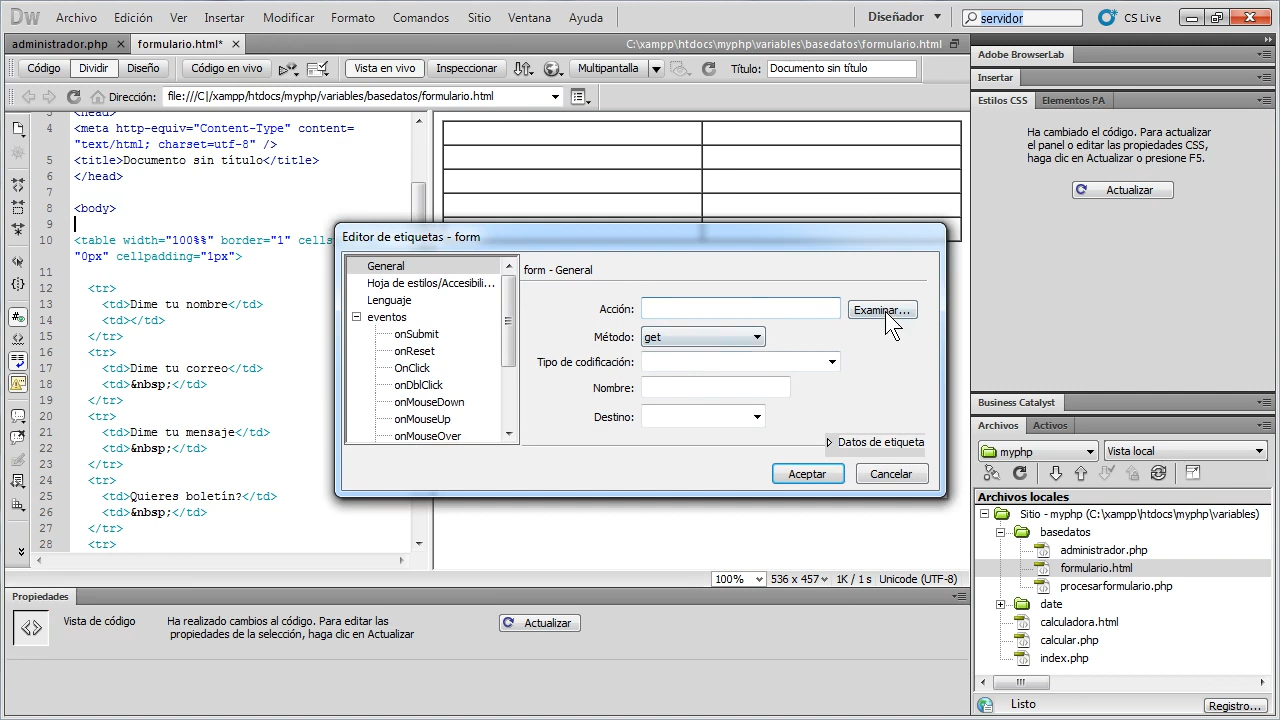 Dw Archivo Edición Ver Insertar Modificar Formato Comandos Sitio Ventana Ayuda Diseñador servidor CS Live
administrador.php formulario.html* C:\xampp\htdocs\myphp\variables\basedatos\formulario.html
Código Dividir Diseño Código en vivo Vista en vivo Inspeccionar Multipantalla Título: Documento sin título
Dirección: file:///C|/xampp/htdocs/myphp/variables/basedatos/formulario.html
3 <head>
4 <meta http-equiv="Content-Type" content=
"text/html; charset=utf-8" />
5 <title>Documento sin título</title>
6 </head>
7
8 <body>
9
10 <table width="100%%" border="1" cells
"0px" cellpadding="1px">
11
12 <tr>
13 <td>Dime tu nombre</td>
14 <td></td>
15 </tr>
16 <tr>
17 <td>Dime tu correo</td>
18 <td>&nbsp;</td>
19 </tr>
20 <tr>
21 <td>Dime tu mensaje</td>
22 <td>&nbsp;</td>
23 </tr>
24 <tr>
25 <td>Quieres boletín?</td>
26 <td>&nbsp;</td>
27 </tr>
28 <tr>
Editor de etiquetas - form
General
Hoja de estilos/Accesibili...
Lenguaje
eventos
onSubmit
onReset
OnClick
onDblClick
onMouseDown
onMouseUp
onMouseOver
form - General
Acción: Examinar...
Método: get
Tipo de codificación:
Nombre:
Destino:
Datos de etiqueta
Aceptar Cancelar
100% 536 x 457 1K / 1 s Unicode (UTF-8)
Propiedades
Vista de código
Ha realizado cambios al código. Para editar las
propiedades de la selección, haga clic en Actualizar
Actualizar
Adobe BrowserLab
Insertar
Estilos CSS Elementos PA
Ha cambiado el código. Para actualizar
el panel o editar las propiedades CSS,
haga clic en Actualizar o presione F5.
Actualizar
Business Catalyst
Archivos Activos
myphp Vista local
Archivos locales
Sitio - myphp (C:\xampp\htdocs\myphp\variables)
basedatos
administrador.php
formulario.html
procesarformulario.php
date
calculadora.html
calcular.php
index.php
Listo Registro...